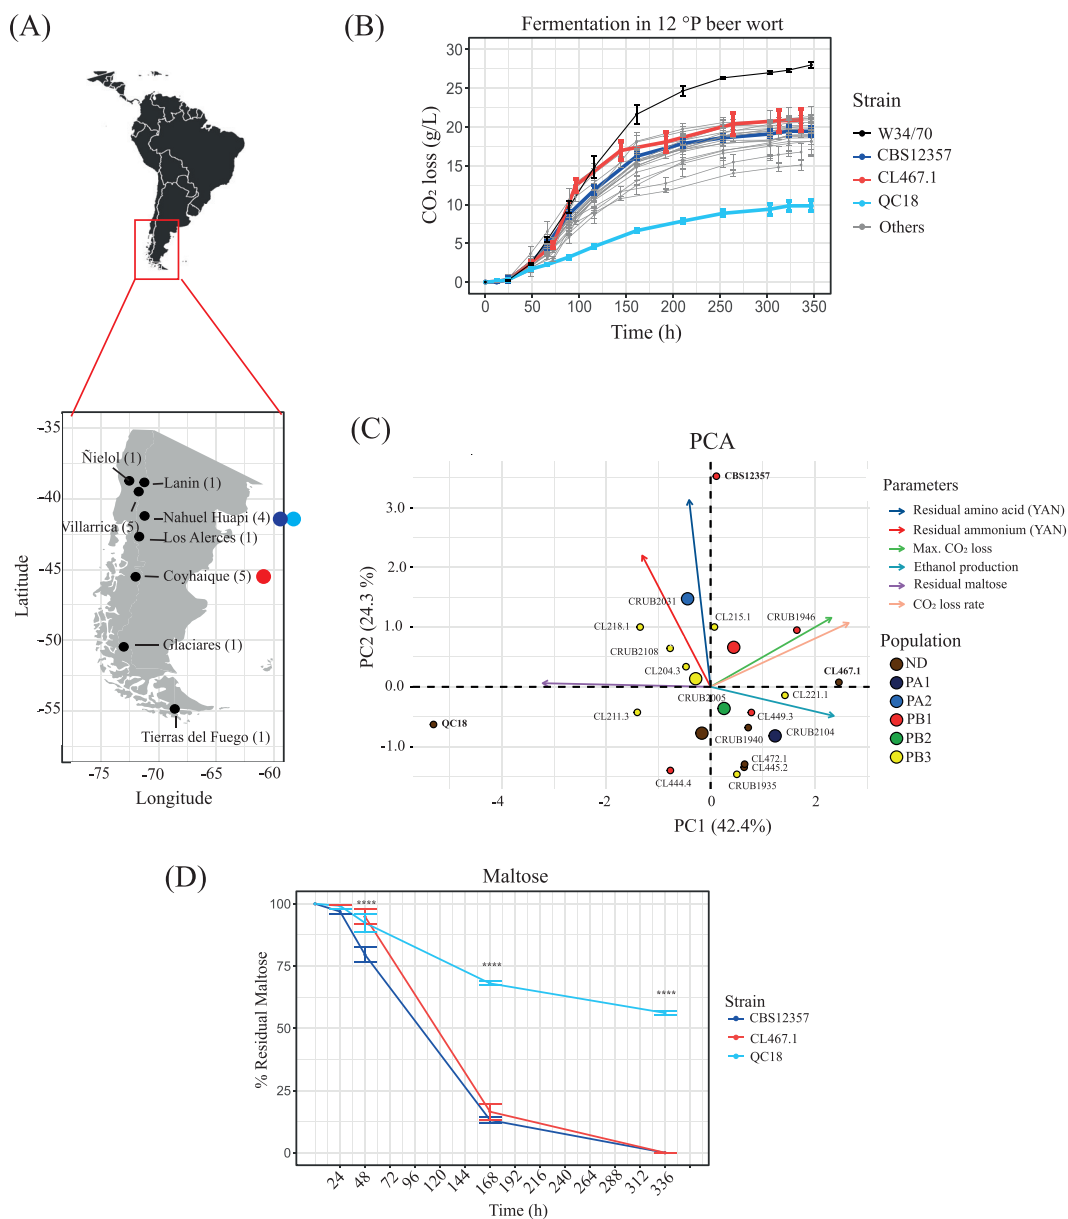 (A)
-35
-40
-45
-50
-55
Latitude
Ñielol (1)
Lanin (1)
Villarrica (5)
Nahuel Huapi (4)
Los Alerces (1)
Coyhaique (5)
Glaciares (1)
Tierras del Fuego (1)
-75 -70 -65 -60
Longitude
(B)
Fermentation in 12 °P beer wort
30
25
20
15
10
5
0
CO₂ loss (g/L)
0 50 100 150 200 250 300 350
Time (h)
Strain
W34/70
CBS12357
CL467.1
QC18
Others
(C)
PCA
3.0
2.0
1.0
0.0
-1.0
PC2 (24.3 %)
CBS12357
CRUB2031
CL218.1
CL215.1
CRUB1946
CRUB2108
CL204.3
CL467.1
CRUB2005
CL221.1
CL211.3
CL449.3
QC18
CRUB1940
CRUB2104
CL472.1
CL445.2
CL444.4
CRUB1935
-4 -2 0 2
PC1 (42.4%)
Parameters
Residual amino acid (YAN)
Residual ammonium (YAN)
Max. CO₂ loss
Ethanol production
Residual maltose
CO₂ loss rate
Population
ND
PA1
PA2
PB1
PB2
PB3
(D)
Maltose
100
75
50
25
0
% Residual Maltose
****
****
****
24 48 72 96 120 144 168 192 216 240 264 288 312 336
Time (h)
Strain
CBS12357
CL467.1
QC18